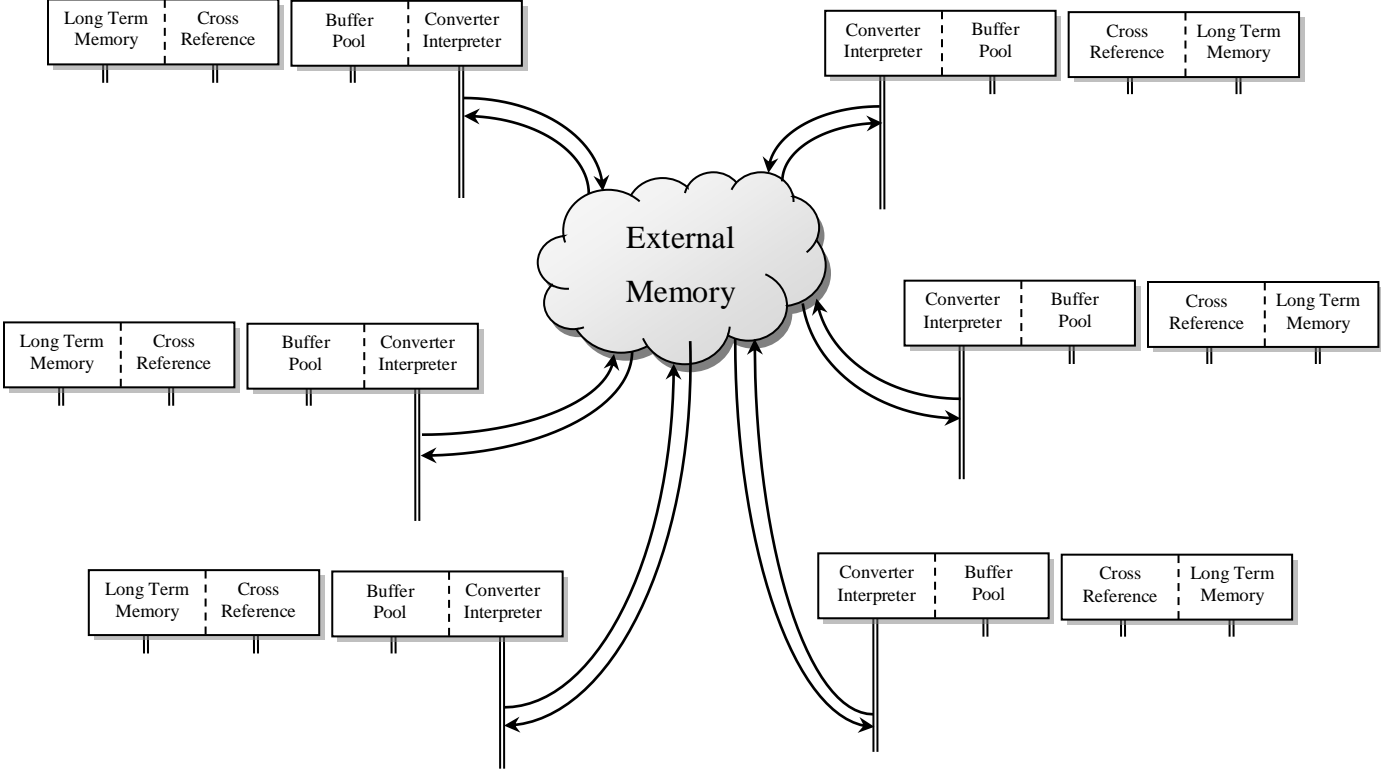 Long Term
Memory
Cross
Reference
Buffer
Pool
Converter
Interpreter
Converter
Interpreter
Buffer
Pool
Cross
Reference
Long Term
Memory
External
Memory
Long Term
Memory
Cross
Reference
Buffer
Pool
Converter
Interpreter
Converter
Interpreter
Buffer
Pool
Cross
Reference
Long Term
Memory
Long Term
Memory
Cross
Reference
Buffer
Pool
Converter
Interpreter
Converter
Interpreter
Buffer
Pool
Cross
Reference
Long Term
Memory